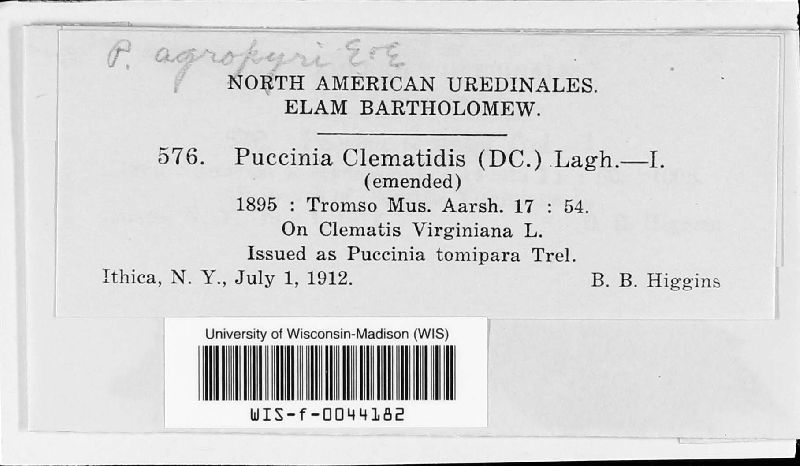 P. agropyri E & E
NORTH AMERICAN UREDINALES.
ELAM BARTHOLOMEW.
576. Puccinia Clematidis (DC.) Lagh.—I.
(emended)
1895 : Tromso Mus. Aarsh. 17 : 54.
On Clematis Virginiana L.
Issued as Puccinia tomipara Trel.
Ithica, N. Y., July 1, 1912. B. B. Higgins
University of Wisconsin-Madison (WIS)
WIS-f-0044182